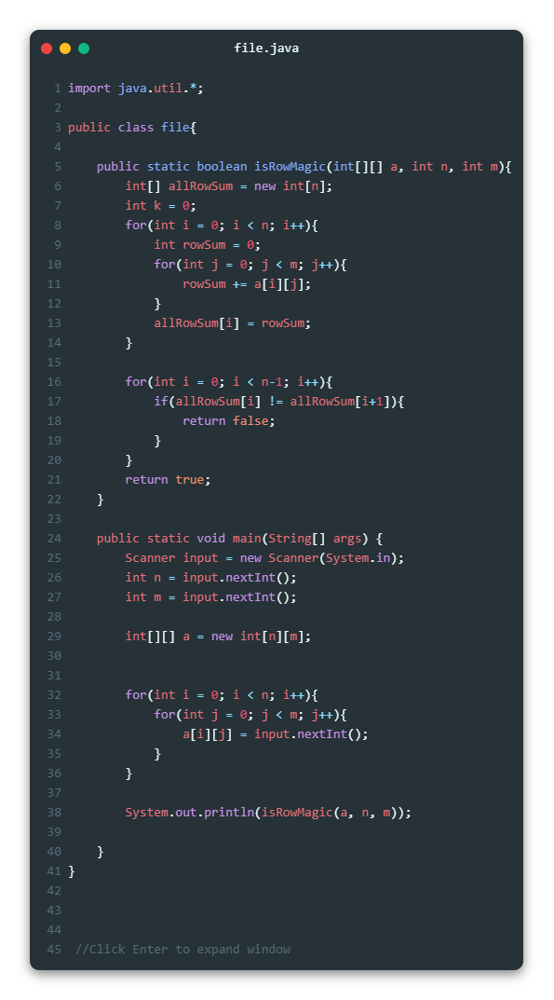 file.java
1 import java.util.*;
2
3 public class file{
4
5     public static boolean isRowMagic(int[][] a, int n, int m){
6         int[] allRowSum = new int[n];
7         int k = 0;
8         for(int i = 0; i < n; i++){
9             int rowSum = 0;
10             for(int j = 0; j < m; j++){
11                 rowSum += a[i][j];
12             }
13             allRowSum[i] = rowSum;
14         }
15
16         for(int i = 0; i < n-1; i++){
17             if(allRowSum[i] != allRowSum[i+1]){
18                 return false;
19             }
20         }
21         return true;
22     }
23
24     public static void main(String[] args) {
25         Scanner input = new Scanner(System.in);
26         int n = input.nextInt();
27         int m = input.nextInt();
28
29         int[][] a = new int[n][m];
30
31
32         for(int i = 0; i < n; i++){
33             for(int j = 0; j < m; j++){
34                 a[i][j] = input.nextInt();
35             }
36         }
37
38         System.out.println(isRowMagic(a, n, m));
39
40     }
41 }
42
43
44
45  //Click Enter to expand window